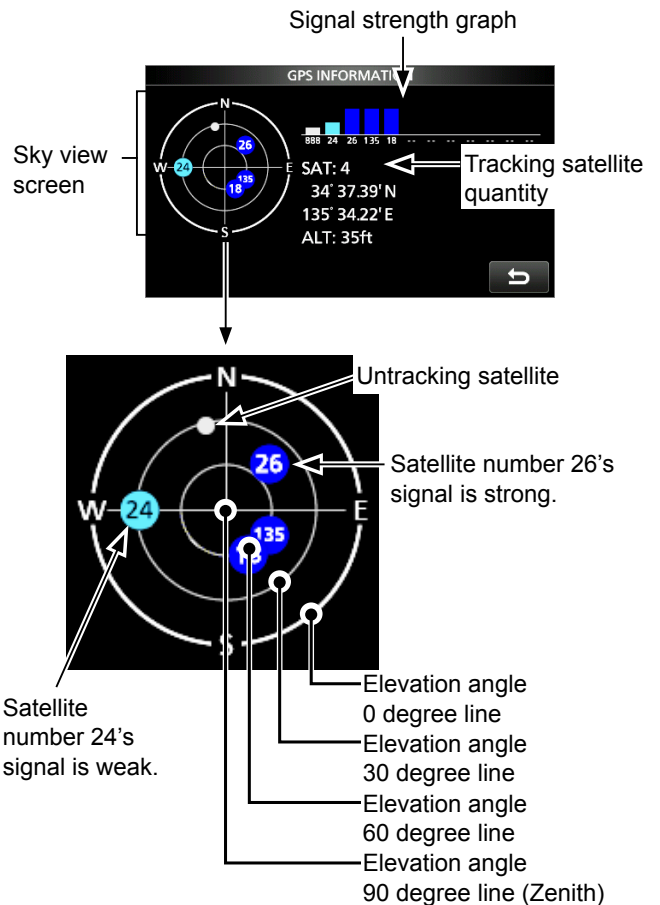 Signal strength graph
GPS INFORMATI
N
W
E
S
24
26
135
18
888 24 26 135 18 -- -- -- -- -- -- --
SAT: 4
34° 37.39' N
135° 34.22' E
ALT: 35ft
Sky view
screen
Tracking satellite
quantity
N
W
E
S
24
26
135
Untracking satellite
Satellite number 26's
signal is strong.
Satellite
number 24's
signal is weak.
Elevation angle
0 degree line
Elevation angle
30 degree line
Elevation angle
60 degree line
Elevation angle
90 degree line (Zenith)